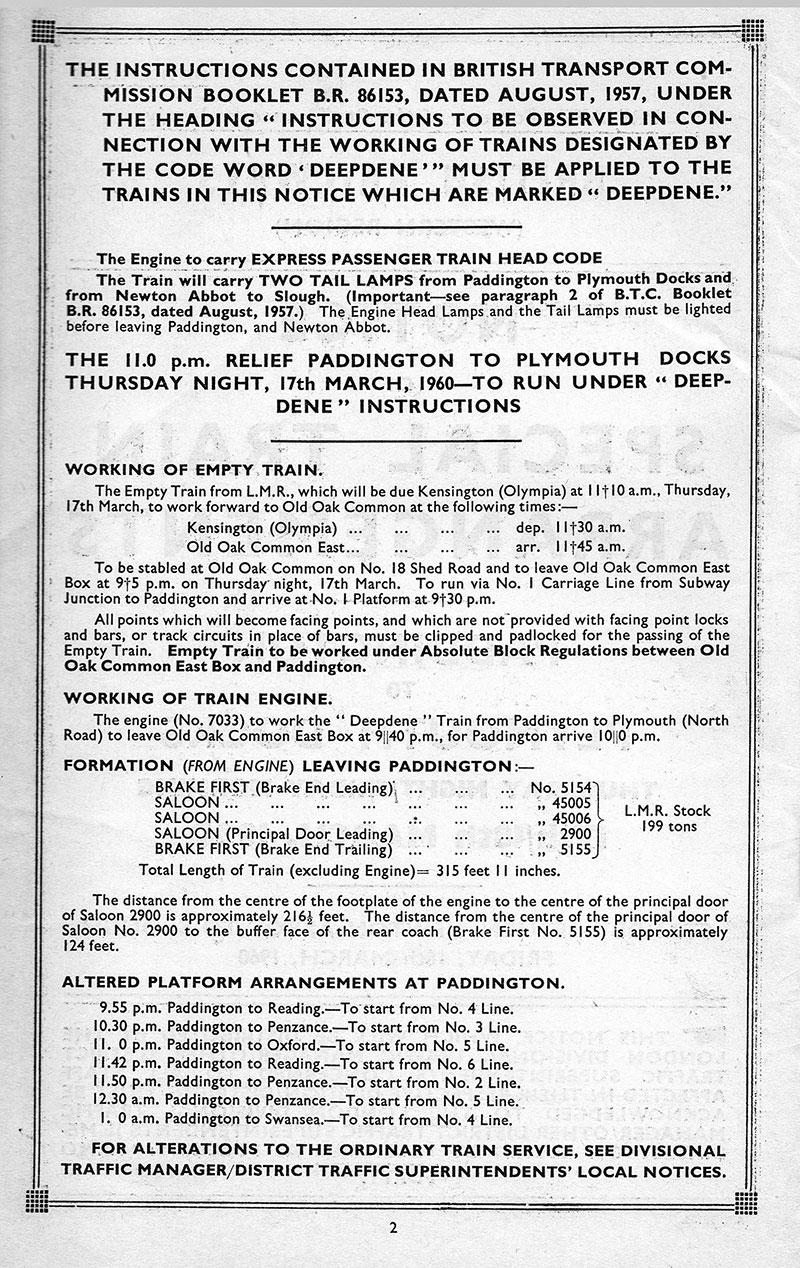 THE INSTRUCTIONS CONTAINED IN BRITISH TRANSPORT COM-
MISSION BOOKLET B.R. 86153, DATED AUGUST, 1957, UNDER
THE HEADING “ INSTRUCTIONS TO BE OBSERVED IN CON-
NECTION WITH THE WORKING OF TRAINS DESIGNATED BY
THE CODE WORD ‘ DEEPDENE ’ ” MUST BE APPLIED TO THE
TRAINS IN THIS NOTICE WHICH ARE MARKED “ DEEPDENE.”
The Engine to carry EXPRESS PASSENGER TRAIN HEAD CODE
The Train will carry TWO TAIL LAMPS from Paddington to Plymouth Docks and
from Newton Abbot to Slough. (Important—see paragraph 2 of B.T.C. Booklet
B.R. 86153, dated August, 1957.) The Engine Head Lamps and the Tail Lamps must be lighted
before leaving Paddington, and Newton Abbot.
THE 11.0 p.m. RELIEF PADDINGTON TO PLYMOUTH DOCKS
THURSDAY NIGHT, 17th MARCH, 1960—TO RUN UNDER “ DEEP-
DENE ” INSTRUCTIONS
WORKING OF EMPTY TRAIN.
The Empty Train from L.M.R., which will be due Kensington (Olympia) at 11†10 a.m., Thursday,
17th March, to work forward to Old Oak Common at the following times:—
Kensington (Olympia) ... ... ... ... dep. 11†30 a.m.
Old Oak Common East... ... ... ... arr. 11†45 a.m.
To be stabled at Old Oak Common on No. 18 Shed Road and to leave Old Oak Common East
Box at 9†5 p.m. on Thursday night, 17th March. To run via No. 1 Carriage Line from Subway
Junction to Paddington and arrive at No. 1 Platform at 9†30 p.m.
All points which will become facing points, and which are not provided with facing point locks
and bars, or track circuits in place of bars, must be clipped and padlocked for the passing of the
Empty Train. Empty Train to be worked under Absolute Block Regulations between Old
Oak Common East Box and Paddington.
WORKING OF TRAIN ENGINE.
The engine (No. 7033) to work the “ Deepdene ” Train from Paddington to Plymouth (North
Road) to leave Old Oak Common East Box at 9||40 p.m., for Paddington arrive 10||0 p.m.
FORMATION (FROM ENGINE) LEAVING PADDINGTON:—
BRAKE FIRST (Brake End Leading) ... ... ... No. 5154
SALOON ... ... ... ... ... ... ... „ 45005
SALOON ... ... ... ... ... ... ... „ 45006
SALOON (Principal Door Leading) ... ... ... „ 2900
BRAKE FIRST (Brake End Trailing) ... ... ... „ 5155
L.M.R. Stock
199 tons
Total Length of Train (excluding Engine)= 315 feet 11 inches.
The distance from the centre of the footplate of the engine to the centre of the principal door
of Saloon 2900 is approximately 216½ feet. The distance from the centre of the principal door of
Saloon No. 2900 to the buffer face of the rear coach (Brake First No. 5155) is approximately
124 feet.
ALTERED PLATFORM ARRANGEMENTS AT PADDINGTON.
9.55 p.m. Paddington to Reading.—To start from No. 4 Line.
10.30 p.m. Paddington to Penzance.—To start from No. 3 Line.
11. 0 p.m. Paddington to Oxford.—To start from No. 5 Line.
11.42 p.m. Paddington to Reading.—To start from No. 6 Line.
11.50 p.m. Paddington to Penzance.—To start from No. 2 Line.
12.30 a.m. Paddington to Penzance.—To start from No. 5 Line.
1. 0 a.m. Paddington to Swansea.—To start from No. 4 Line.
FOR ALTERATIONS TO THE ORDINARY TRAIN SERVICE, SEE DIVISIONAL
TRAFFIC MANAGER/DISTRICT TRAFFIC SUPERINTENDENTS’ LOCAL NOTICES.
2